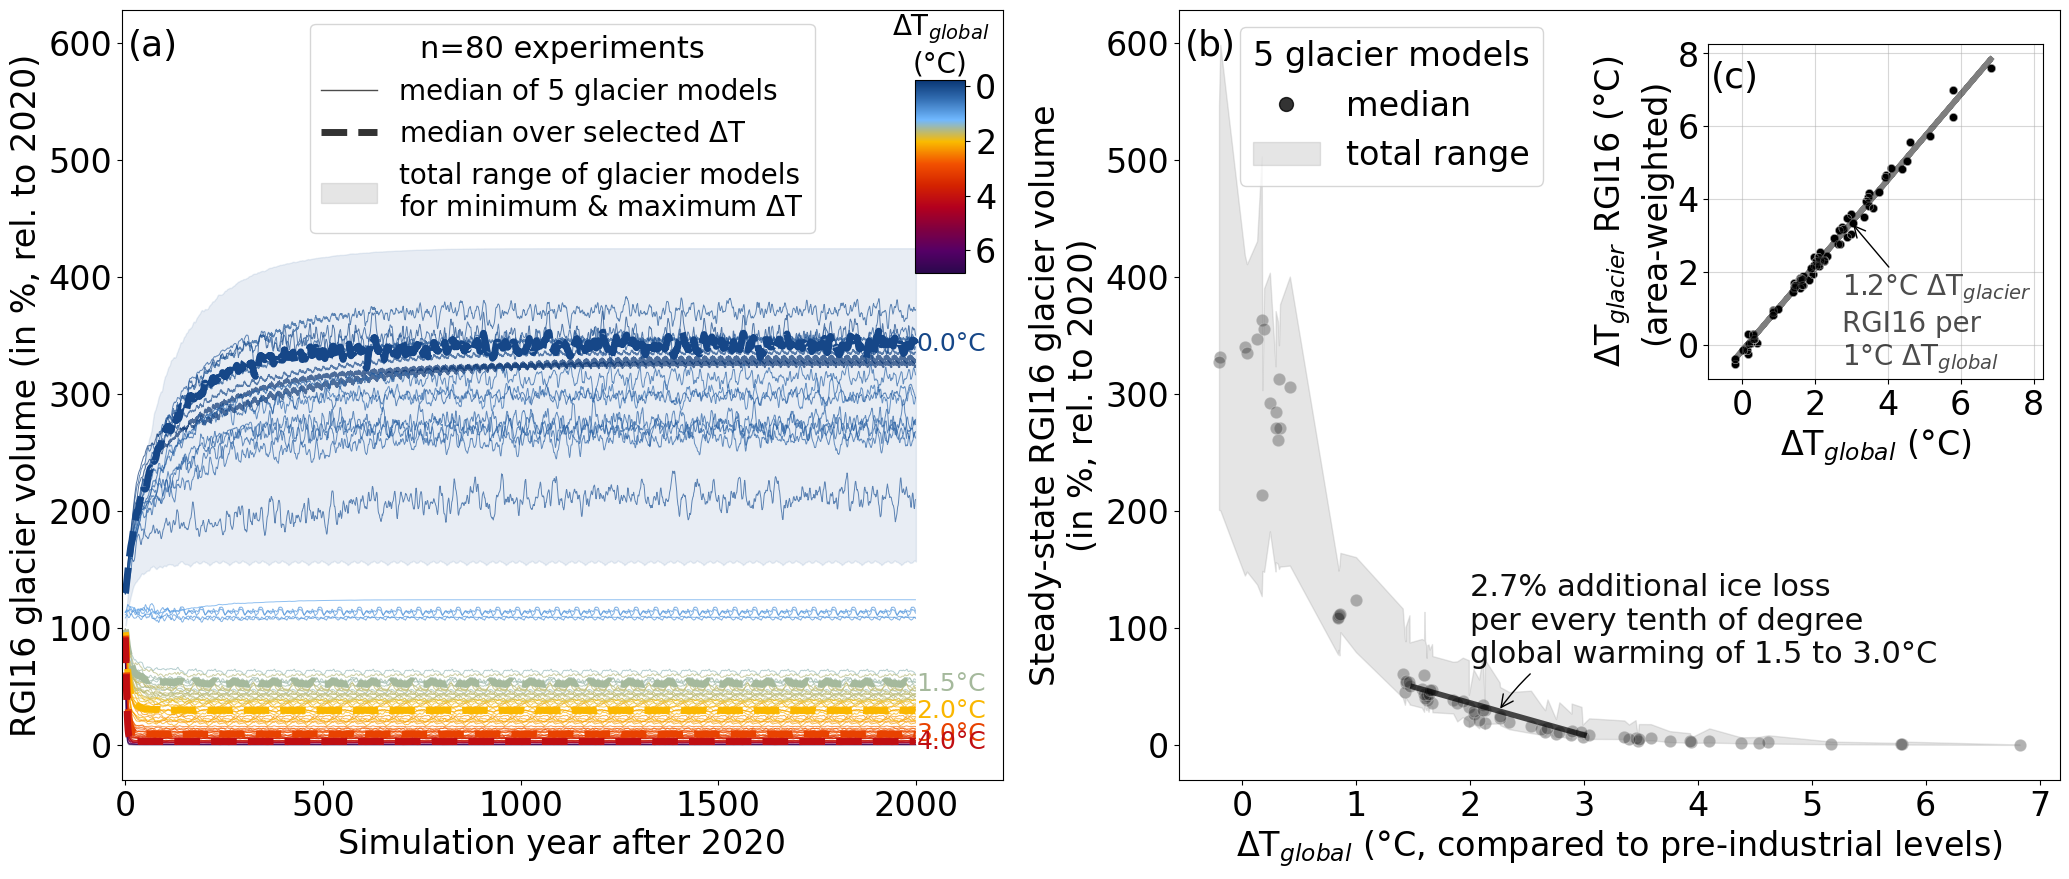 (a)
n=80 experiments
median of 5 glacier models
median over selected ΔT
total range of glacier models
for minimum & maximum ΔT
ΔTglobal
(°C)
0
2
4
6
RGI16 glacier volume (in %, rel. to 2020)
600
500
400
300
200
100
0
0.0°C
1.5°C
2.0°C
3.0°C
4.0°C
0
500
1000
1500
2000
Simulation year after 2020
(b)
5 glacier models
median
total range
Steady-state RGI16 glacier volume
(in %, rel. to 2020)
600
500
400
300
200
100
0
2.7% additional ice loss
per every tenth of degree
global warming of 1.5 to 3.0°C
0
1
2
3
4
5
6
7
ΔTglobal (°C, compared to pre-industrial levels)
(c)
ΔTglacier RGI16 (°C)
(area-weighted)
8
6
4
2
0
1.2°C ΔTglacier
RGI16 per
1°C ΔTglobal
0
2
4
6
8
ΔTglobal (°C)